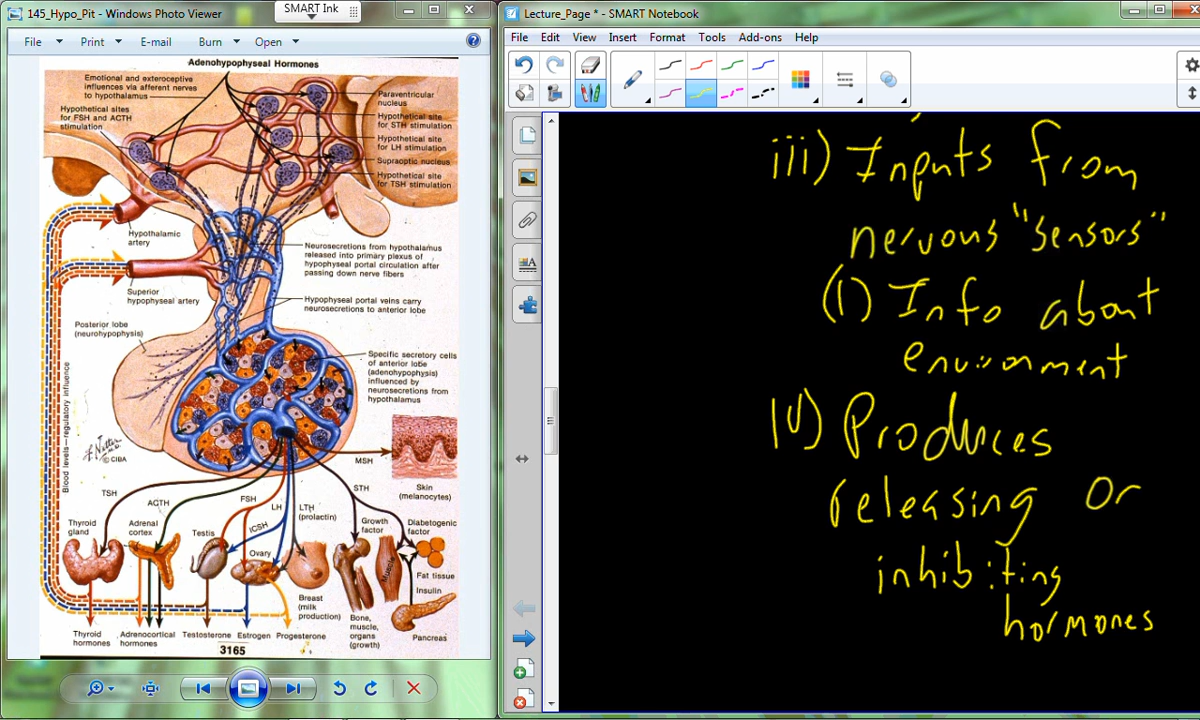 145_Hypo_Pit - Windows Photo Viewer
SMART Ink
File Print E-mail Burn Open
Adenohypophyseal Hormones
Emotional and exteroceptive
influences via afferent nerves
to hypothalamus
Hypothetical sites
for FSH and ACTH
stimulation
Paraventricular
nucleus
Hypothetical site
for STH stimulation
Hypothetical site
for LH stimulation
Supraoptic nucleus
Hypothetical site
for TSH stimulation
Hypothalamic
artery
Superior
hypophyseal artery
Neurosecretions from hypothalamus
released into primary plexus of
hypophyseal portal circulation after
passing down nerve fibers
Hypophyseal portal veins carry
neurosecretions to anterior lobe
Posterior lobe
(neurohypophysis)
Specific secretory cells
of anterior lobe
(adenohypophysis)
influenced by
neurosecretions from
hypothalamus
Blood levels—regulatory influence
F. Netter
M.D.
© CIBA
MSH
Skin
(melanocytes)
TSH
ACTH
FSH
LH
ICSH
LTH
(prolactin)
STH
Thyroid
gland
Adrenal
cortex
Testis
Ovary
Breast
(milk
production)
Growth
factor
Diabetogenic
factor
Muscle
Fat tissue
Insulin
Bone,
muscle,
organs
(growth)
Pancreas
Thyroid
hormones
Adrenocortical
hormones
Testosterone
Estrogen
Progesterone
3165
Lecture_Page * - SMART Notebook
File Edit View Insert Format Tools Add-ons Help
iii) Inputs from
nervous "sensors"
(1) Info about
environment
iv) Produces
releasing or
inhibiting
hormones